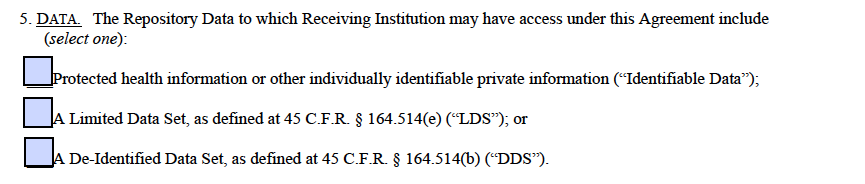 5. DATA. The Repository Data to which Receiving Institution may have access under this Agreement include
(select one):
Protected health information or other individually identifiable private information (“Identifiable Data”);
A Limited Data Set, as defined at 45 C.F.R. § 164.514(e) (“LDS”); or
A De-Identified Data Set, as defined at 45 C.F.R. § 164.514(b) (“DDS”).